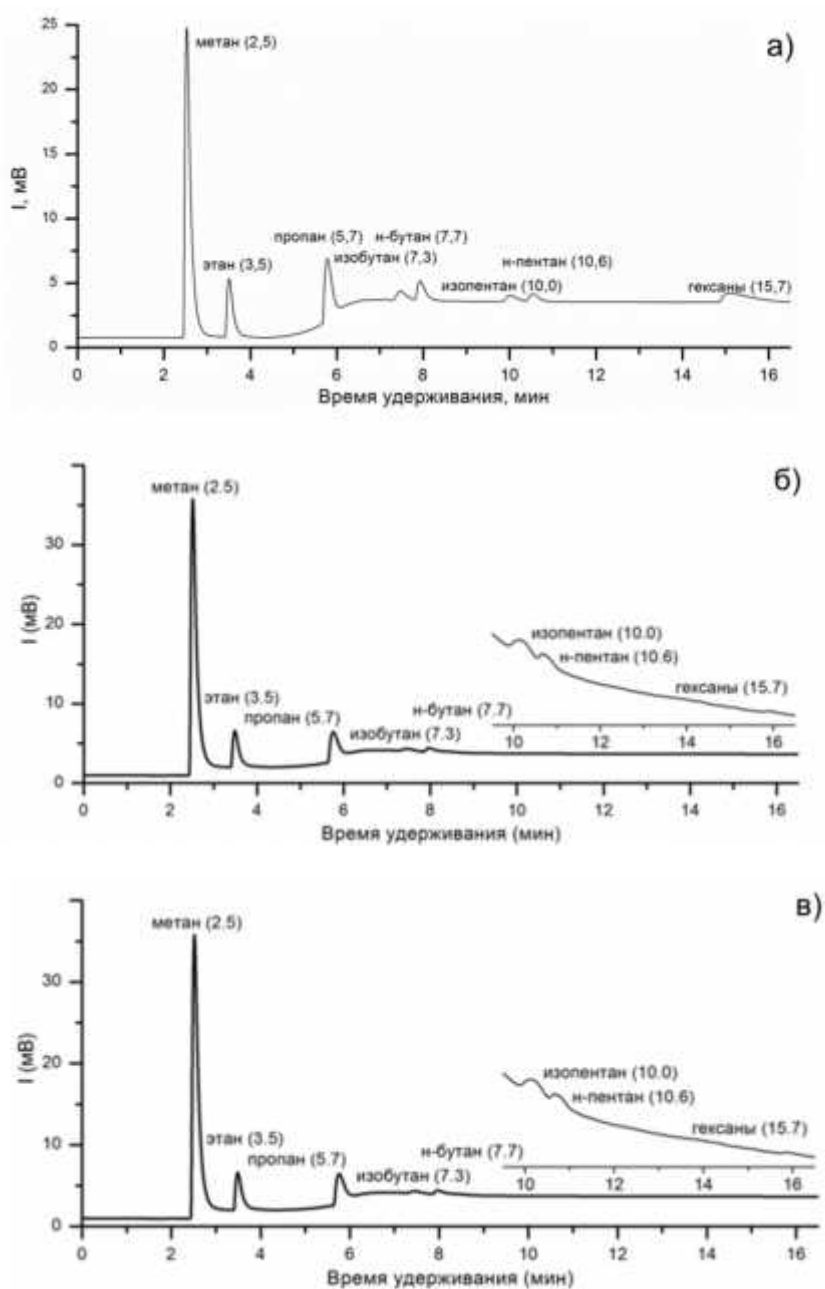 а)
25
20
15
10
5
0
I, мВ
метан (2,5)
этан (3,5)
пропан (5,7)
н-бутан (7,7)
изобутан (7,3)
н-пентан (10,6)
изопентан (10,0)
гексаны (15,7)
0 2 4 6 8 10 12 14 16
Время удерживания, мин
б)
30
20
10
0
I (мВ)
метан (2.5)
этан (3.5)
пропан (5.7)
изобутан (7.3)
н-бутан (7.7)
изопентан (10.0)
н-пентан (10.6)
гексаны (15.7)
10 12 14 16
0 2 4 6 8 10 12 14 16
Время удерживания (мин)
в)
30
20
10
0
I (мВ)
метан (2.5)
этан (3.5)
пропан (5.7)
изобутан (7.3)
н-бутан (7.7)
изопентан (10.0)
н-пентан (10.6)
гексаны (15.7)
10 12 14 16
0 2 4 6 8 10 12 14 16
Время удерживания (мин)